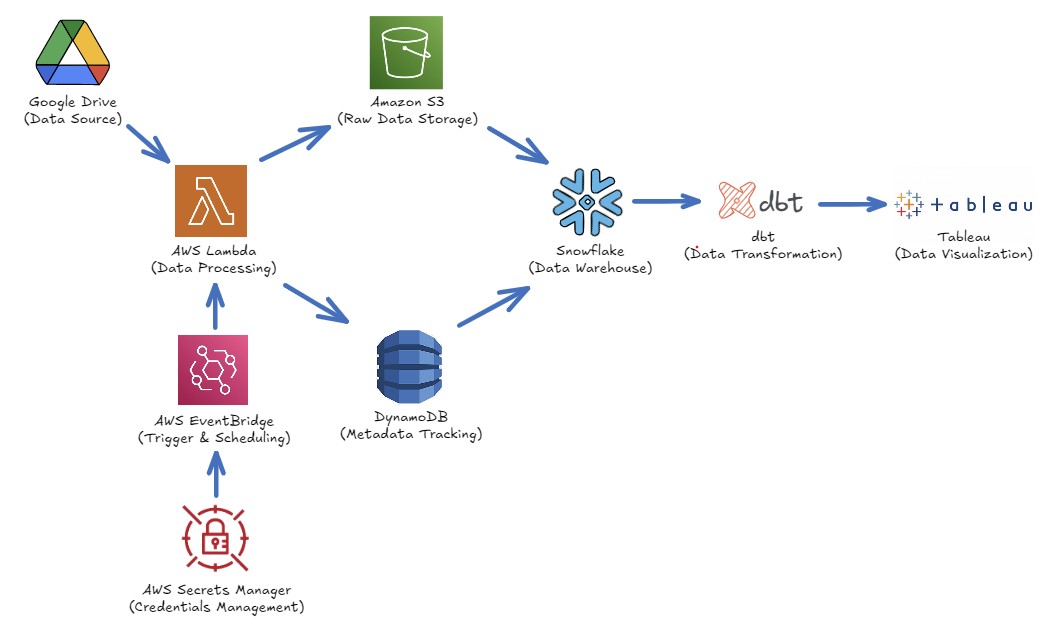 Google Drive
(Data Source)
Amazon S3
(Raw Data Storage)
AWS Lambda
(Data Processing)
Snowflake
(Data Warehouse)
dbt
dbt
(Data Transformation)
+ableau
Tableau
(Data Visualization)
AWS EventBridge
(Trigger & Scheduling)
DynamoDB
(Metadata Tracking)
AWS Secrets Manager
(Credentials Management)